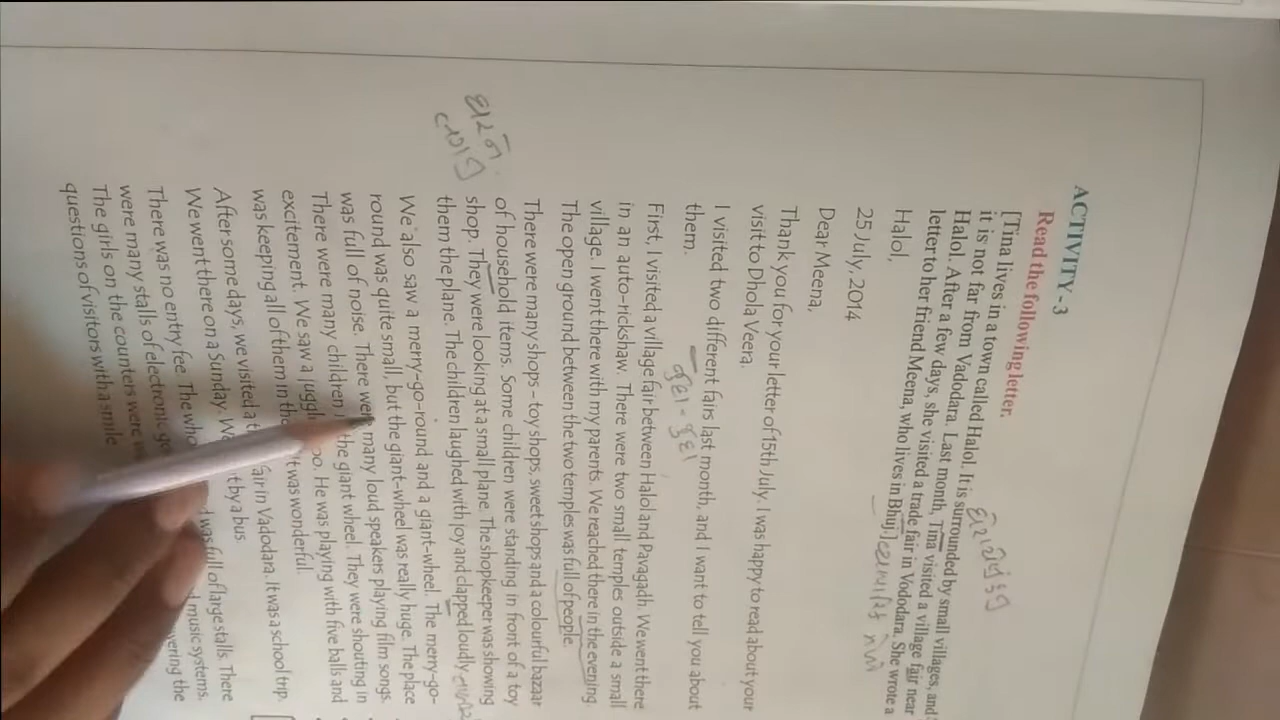 ACTIVITY-3
Read the following letter.
[Tina lives in a town called Halol. It is surrounded by small villages, and
it is not far from Vadodara. Last month, Tina visited a village fair near
Halol. After a few days, she visited a trade fair in Vadodara. She wrote a
letter to her friend Meena, who lives in Bhuj.]
Halol,
25 July, 2014
Dear Meena,
Thank you for your letter of 15th July. I was happy to read about your
visit to Dhola Veera.
I visited two different fairs last month, and I want to tell you about
them.
First, I visited a village fair between Halol and Pavagadh. We went there
in an auto-rickshaw. There were two small temples outside a small
village. I went there with my parents. We reached there in the evening.
The open ground between the two temples was full of people.
There were many shops – toy shops, sweet shops and a colourful bazaar
of household items. Some children were standing in front of a toy
shop. They were looking at a small plane. The shopkeeper was showing
them the plane. The children laughed with joy and clapped loudly
We also saw a merry-go-round and a giant-wheel. The merry-go-
round was quite small, but the giant-wheel was really huge. The place
was full of noise. There were many loud speakers playing film songs.
There were many children the giant wheel. They were shouting in
excitement. We saw a He was playing with five balls and
was keeping all of them in the It was wonderful.
After some days, we visited a fair in Vadodara. It was a school trip.
We went there on a Sunday. by a bus.
There was no entry fee. The was full of large stalls. There
were many stalls of electronic music systems.
The girls on the counters were the
questions of visitors with a smile